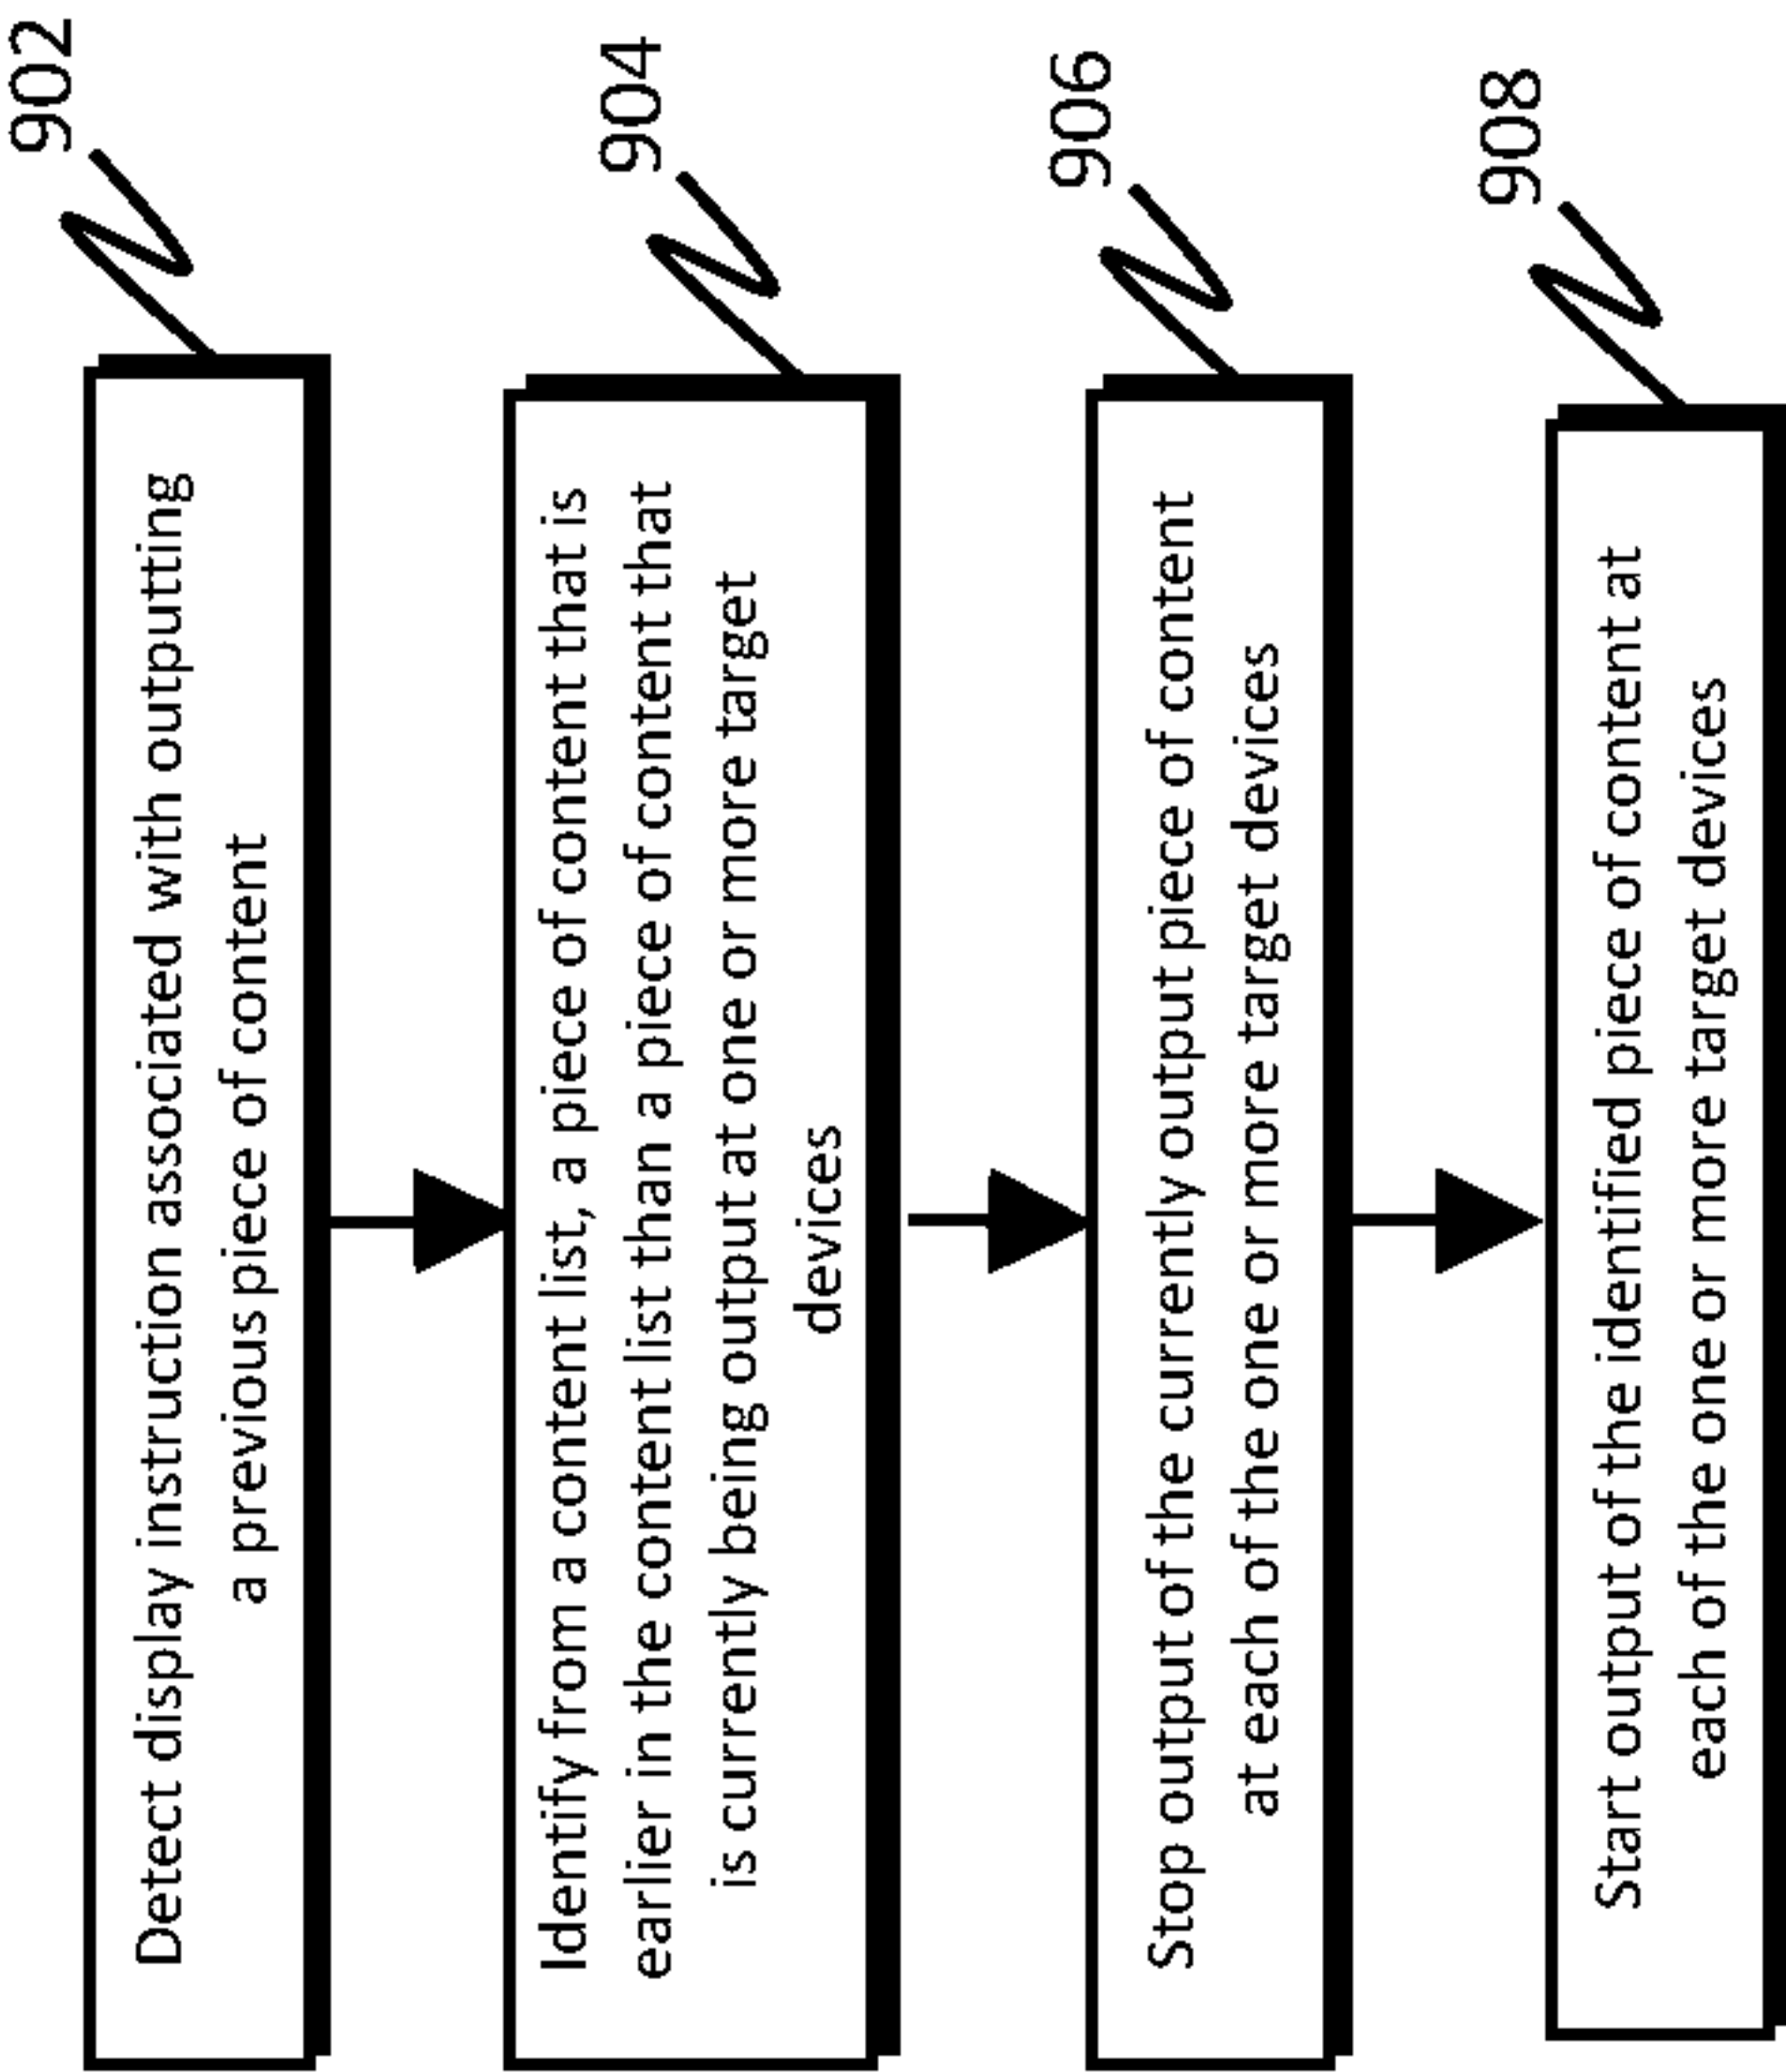 902
Detect display instruction associated with outputting
a previous piece of content
904
Identify from a content list, a piece of content that is
earlier in the content list than a piece of content that
is currently being output at one or more target
devices
906
Stop output of the currently output piece of content
at each of the one or more target devices
908
Start output of the identified piece of content at
each of the one or more target devices